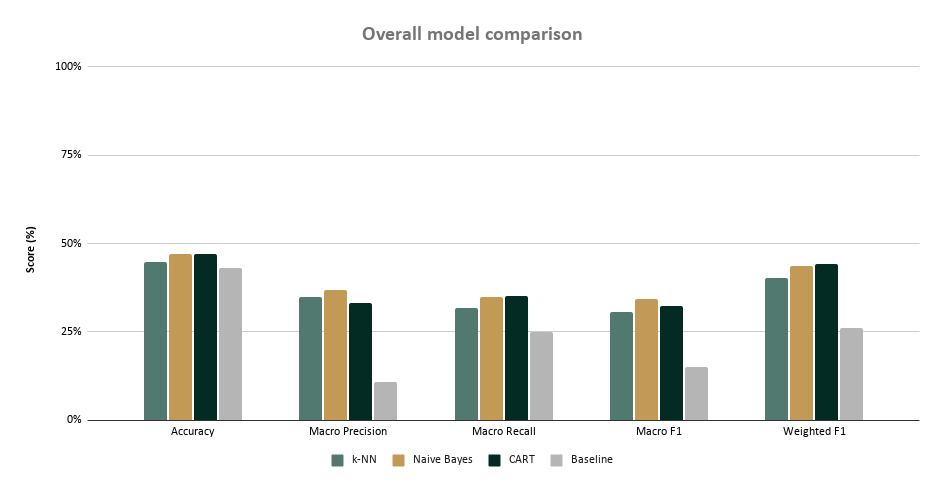 Overall model comparison
100%
75%
50%
25%
0%
Score (%)
Accuracy Macro Precision Macro Recall Macro F1 Weighted F1
k-NN Naive Bayes CART Baseline